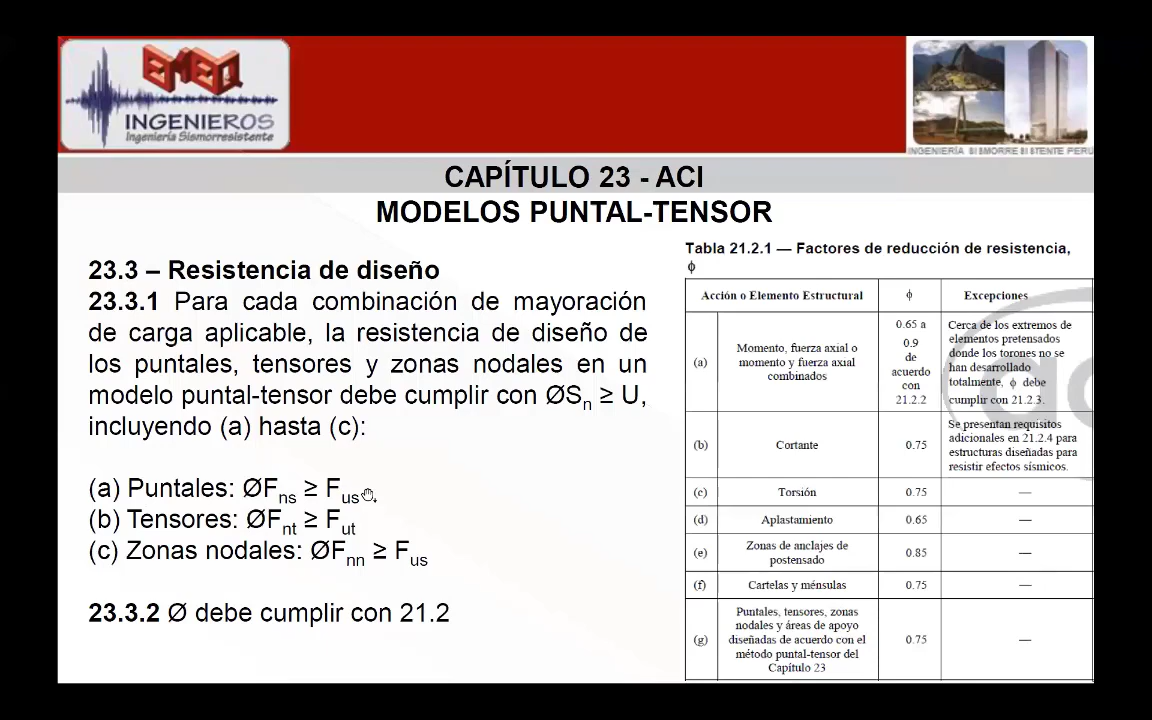 EMEQ
INGENIEROS
Ingeniería Sismorresistente
INGENIERÍA SISMORRESISTENTE PERU
CAPÍTULO 23 - ACI
MODELOS PUNTAL-TENSOR
23.3 – Resistencia de diseño
23.3.1 Para cada combinación de mayoración
de carga aplicable, la resistencia de diseño de
los puntales, tensores y zonas nodales en un
modelo puntal-tensor debe cumplir con ØSn ≥ U,
incluyendo (a) hasta (c):
(a) Puntales: ØFns ≥ Fus
(b) Tensores: ØFnt ≥ Fut
(c) Zonas nodales: ØFnn ≥ Fus
23.3.2 Ø debe cumplir con 21.2
Tabla 21.2.1 — Factores de reducción de resistencia,
ϕ
Acción o Elemento Estructural ϕ Excepciones
(a)
Momento, fuerza axial o
momento y fuerza axial
combinados
0.65 a
0.9
de
acuerdo
con
21.2.2
Cerca de los extremos de
elementos pretensados
donde los torones no se
han desarrollado
totalmente, ϕ debe
cumplir con 21.2.3.
(b) Cortante 0.75
Se presentan requisitos
adicionales en 21.2.4 para
estructuras diseñadas para
resistir efectos sísmicos.
(c) Torsión 0.75 —
(d) Aplastamiento 0.65 —
(e)
Zonas de anclajes de
postensado
0.85 —
(f) Cartelas y ménsulas 0.75 —
(g)
Puntales, tensores, zonas
nodales y áreas de apoyo
diseñadas de acuerdo con el
método puntal-tensor del
Capítulo 23
0.75 —